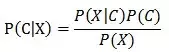 P(C|X) = P(X|C)P(C) / P(X)